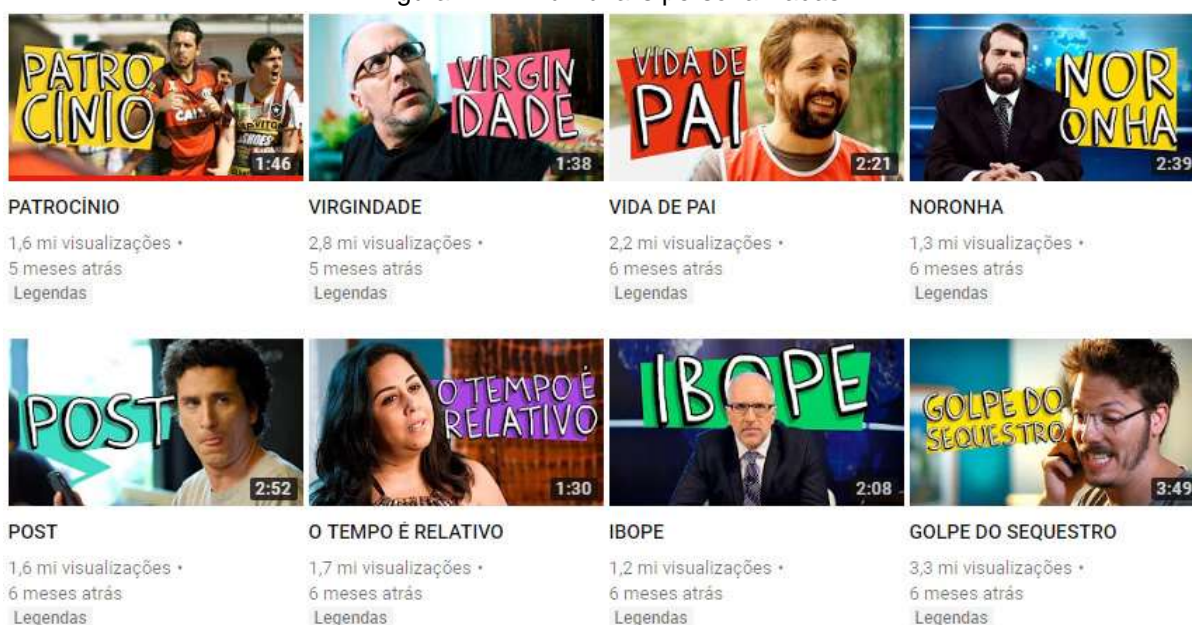 PATRO
CÍNIO
CAIXA
SHOES
1:46
VIRGIN
DADE
1:38
VIDA DE
PAI
2:21
NOR
ONHA
2:39
PATROCÍNIO
VIRGINDADE
VIDA DE PAI
NORONHA
1,6 mi visualizações •
2,8 mi visualizações •
2,2 mi visualizações •
1,3 mi visualizações •
5 meses atrás
5 meses atrás
6 meses atrás
6 meses atrás
Legendas
Legendas
Legendas
Legendas
POST
2:52
O TEMPO É
RELATIVO
1:30
IBOPE
2:08
GOLPE DO
SEQUESTRO
3:49
POST
O TEMPO É RELATIVO
IBOPE
GOLPE DO SEQUESTRO
1,6 mi visualizações •
1,7 mi visualizações •
1,2 mi visualizações •
3,3 mi visualizações •
6 meses atrás
6 meses atrás
6 meses atrás
6 meses atrás
Legendas
Legendas
Legendas
Legendas